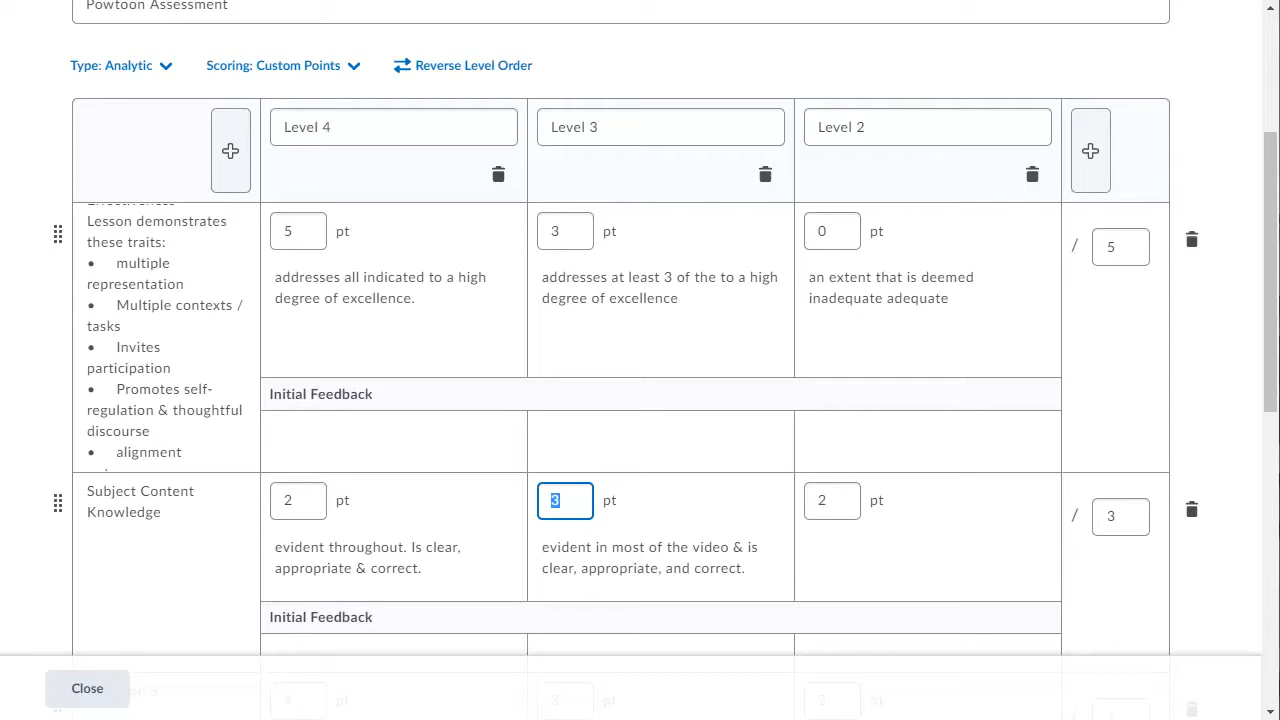 Powtoon Assessment
Type: Analytic
Scoring: Custom Points
Reverse Level Order
Level 4
Level 3
Level 2
Lesson demonstrates
these traits:
• multiple
representation
• Multiple contexts /
tasks
• Invites
participation
• Promotes self-
regulation & thoughtful
discourse
• alignment
5 pt
addresses all indicated to a high
degree of excellence.
3 pt
addresses at least 3 of the to a high
degree of excellence
0 pt
an extent that is deemed
inadequate adequate
/ 5
Initial Feedback
Subject Content
Knowledge
2 pt
evident throughout. Is clear,
appropriate & correct.
3 pt
evident in most of the video & is
clear, appropriate, and correct.
2 pt
/ 3
Initial Feedback
Close
3 pt